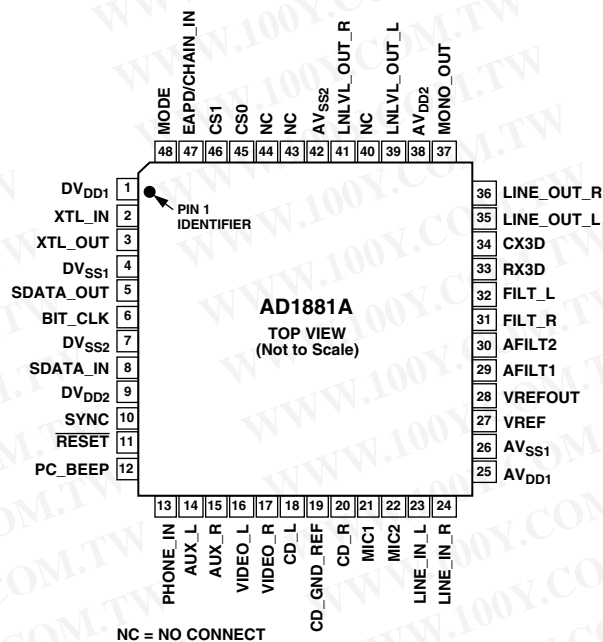 MODE
EAPD/CHAIN_IN
CS1
CS0
NC
NC
AVSS2
LNLVL_OUT_R
NC
LNLVL_OUT_L
AVDD2
MONO_OUT
48 47 46 45 44 43 42 41 40 39 38 37
DVDD1 1
XTL_IN 2
XTL_OUT 3
DVSS1 4
SDATA_OUT 5
BIT_CLK 6
DVSS2 7
SDATA_IN 8
DVDD2 9
SYNC 10
RESET 11
PC_BEEP 12
PIN 1
IDENTIFIER
AD1881A
TOP VIEW
(Not to Scale)
36 LINE_OUT_R
35 LINE_OUT_L
34 CX3D
33 RX3D
32 FILT_L
31 FILT_R
30 AFILT2
29 AFILT1
28 VREFOUT
27 VREF
26 AVSS1
25 AVDD1
13 14 15 16 17 18 19 20 21 22 23 24
PHONE_IN
AUX_L
AUX_R
VIDEO_L
VIDEO_R
CD_L
CD_GND_REF
CD_R
MIC1
MIC2
LINE_IN_L
LINE_IN_R
NC = NO CONNECT
WWW.100Y.COM.TW